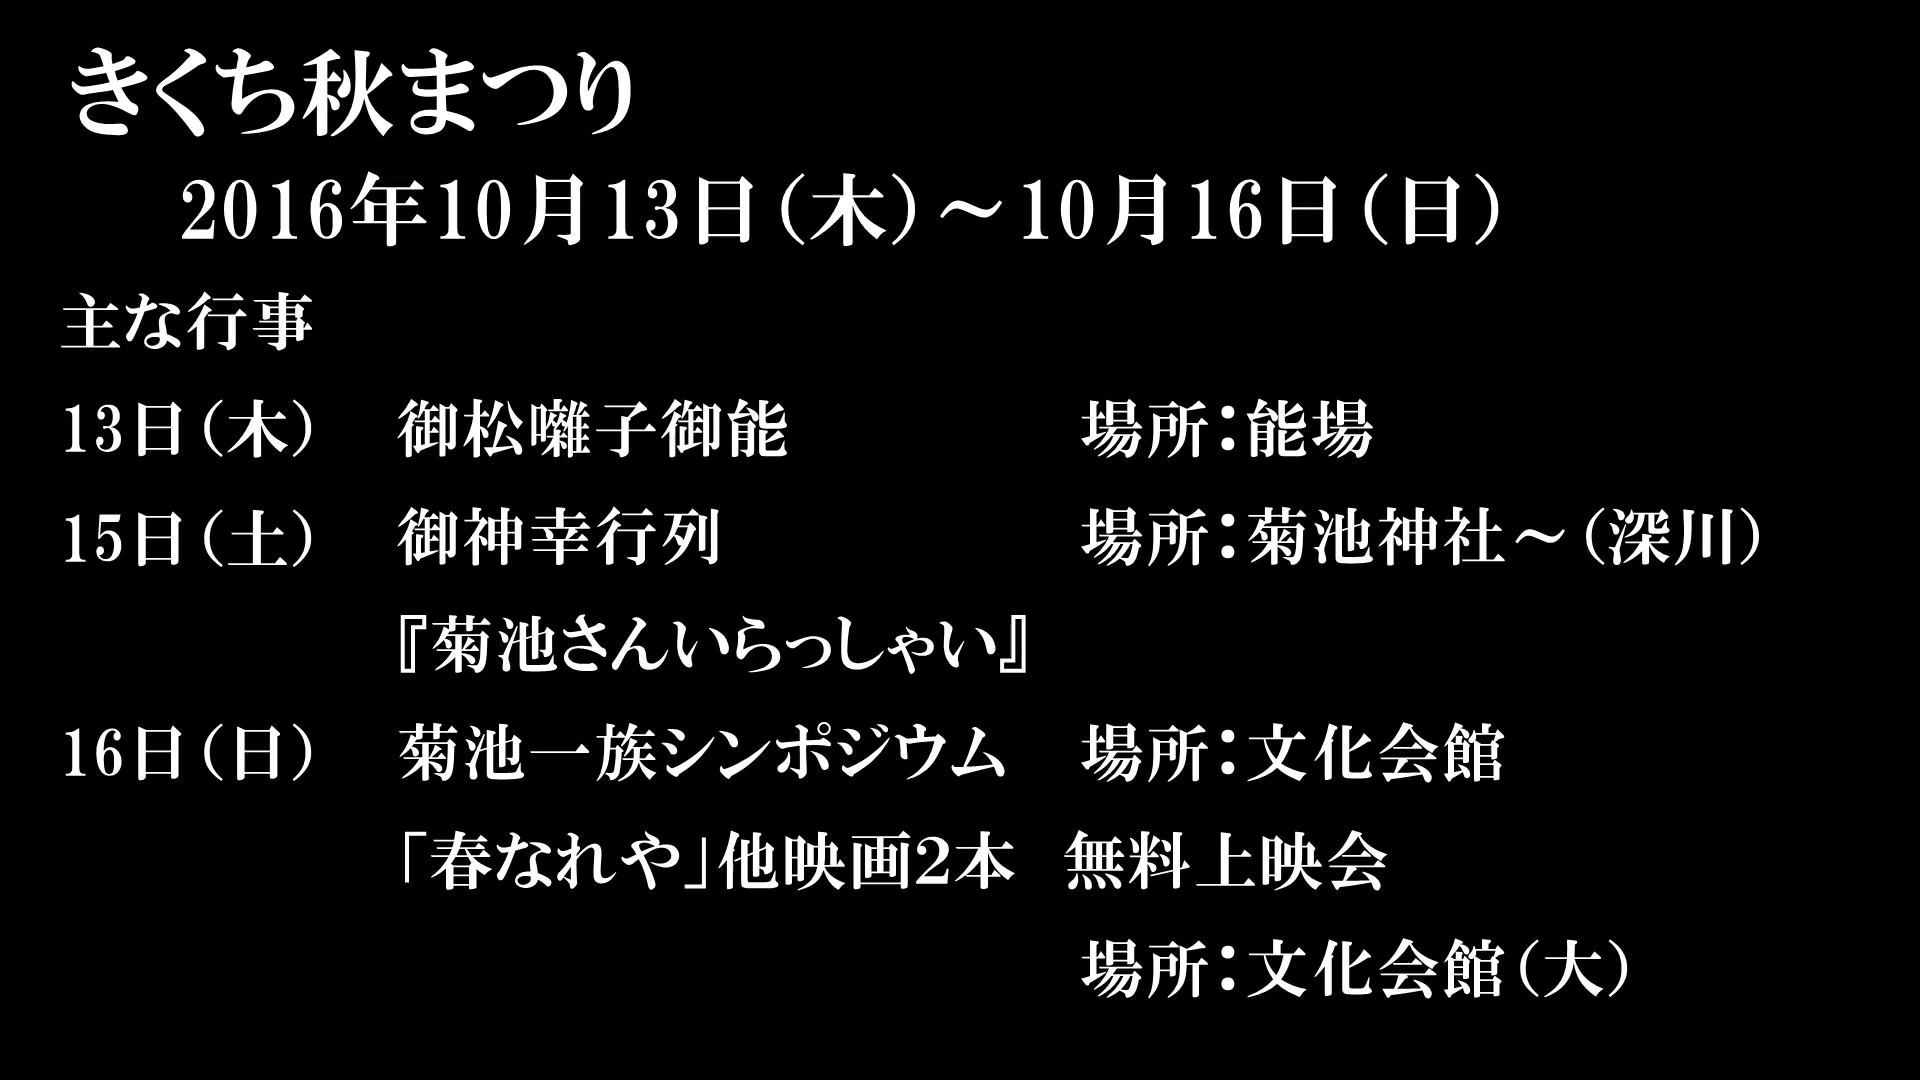 きくち秋まつり
2016年10月13日（木）～10月16日（日）
主な行事
13日（木） 御松囃子御能 場所：能場
15日（土） 御神幸行列 場所：菊池神社～（深川）
『菊池さんいらっしゃい』
16日（日） 菊池一族シンポジウム 場所：文化会館
「春なれや」他映画2本 無料上映会
場所：文化会館（大）